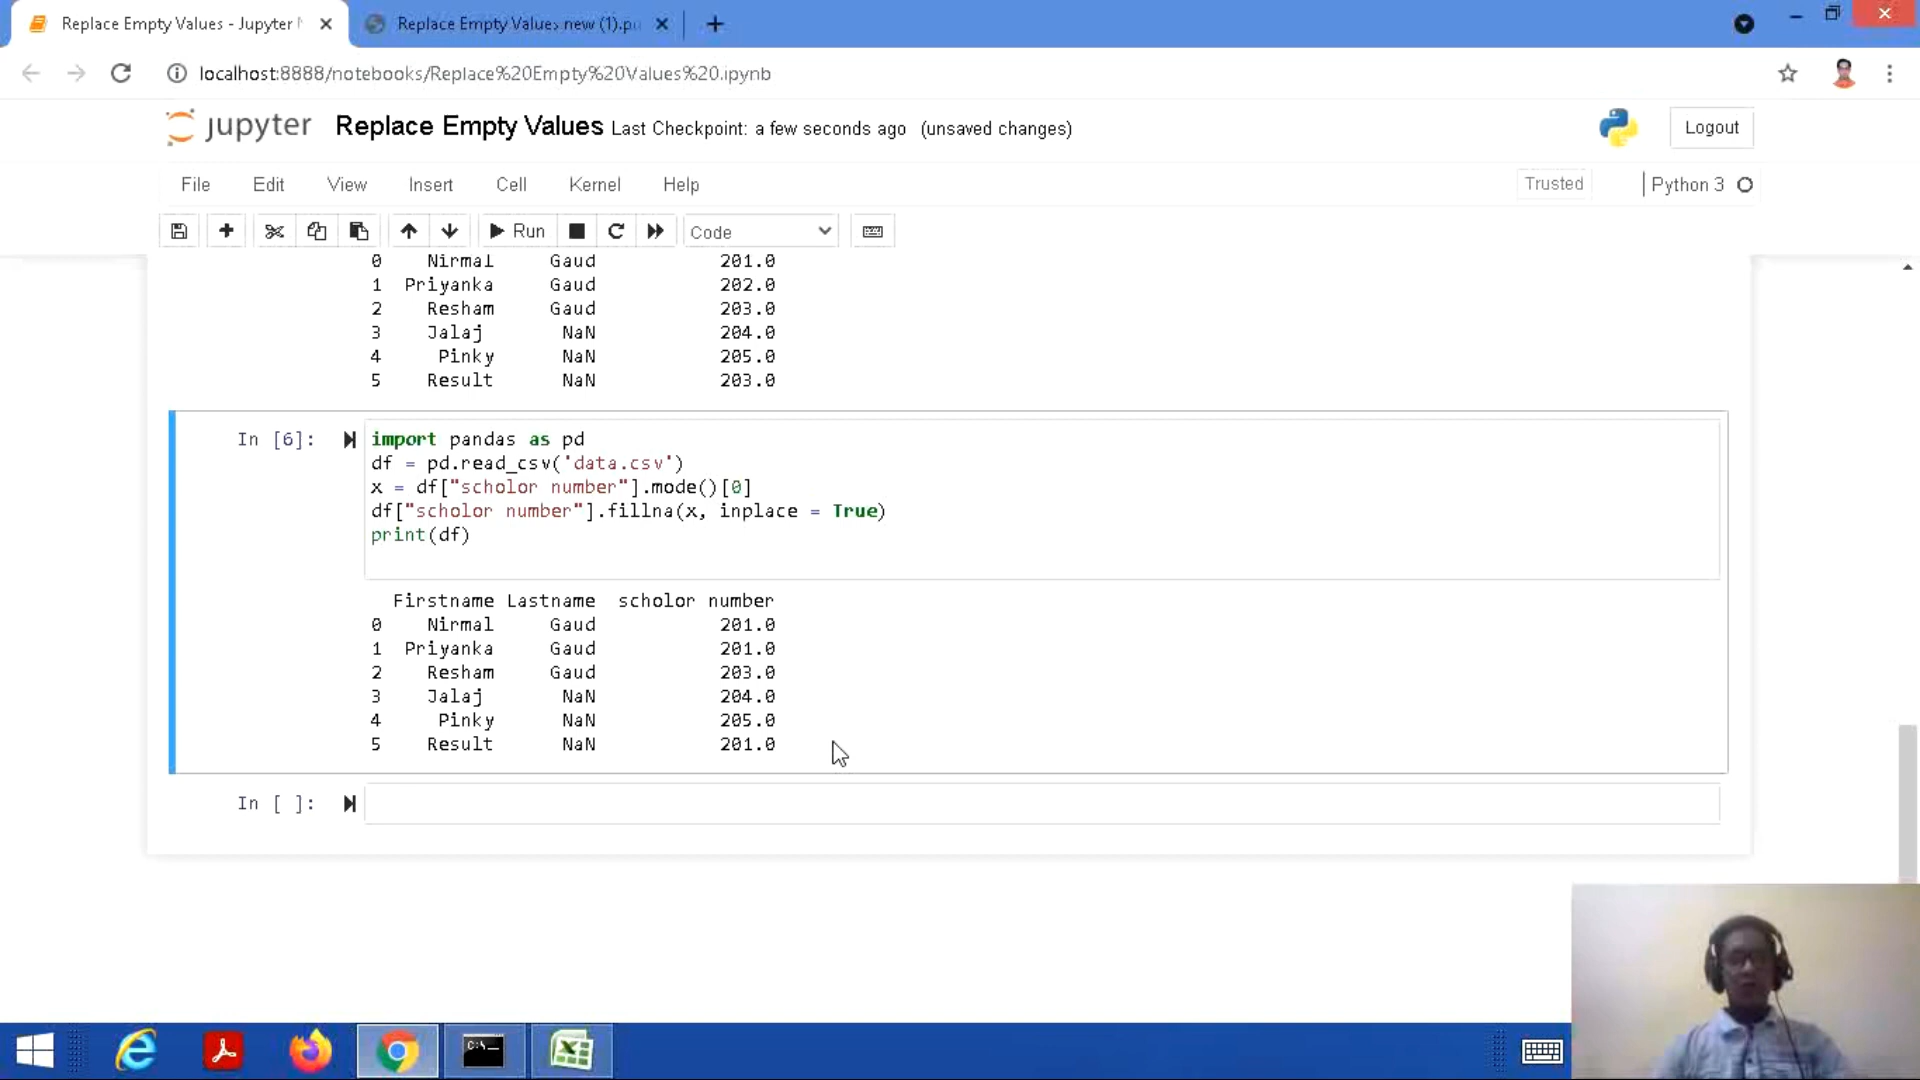 Replace Empty Values - Jupyter
Replace Empty Values new (1).
localhost:8888/notebooks/Replace%20Empty%20Values%20.ipynb
jupyter Replace Empty Values Last Checkpoint: a few seconds ago (unsaved changes)
Logout
File Edit View Insert Cell Kernel Help
Trusted
Python 3
Run
Code
0 Nirmal Gaud 201.0
1 Priyanka Gaud 202.0
2 Resham Gaud 203.0
3 Jalaj NaN 204.0
4 Pinky NaN 205.0
5 Result NaN 203.0
In [6]:
import pandas as pd
df = pd.read_csv('data.csv')
x = df["scholor number"].mode()[0]
df["scholor number"].fillna(x, inplace = True)
print(df)
Firstname Lastname scholor number
0 Nirmal Gaud 201.0
1 Priyanka Gaud 201.0
2 Resham Gaud 203.0
3 Jalaj NaN 204.0
4 Pinky NaN 205.0
5 Result NaN 201.0
In [ ]:
C:\_